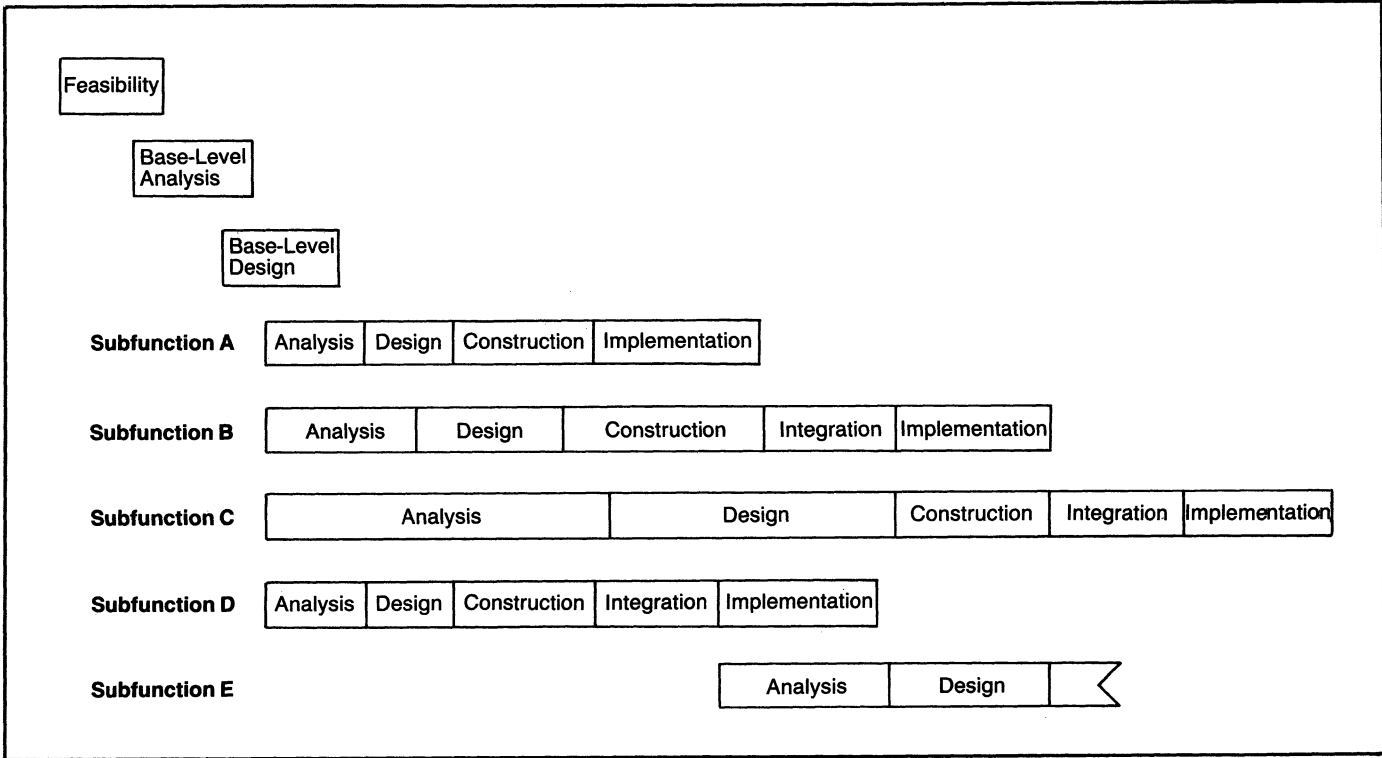 Feasibility
Base-Level
Analysis
Base-Level
Design
Subfunction A Analysis Design Construction Implementation
Subfunction B Analysis Design Construction Integration Implementation
Subfunction C Analysis Design Construction Integration Implementation
Subfunction D Analysis Design Construction Integration Implementation
Subfunction E Analysis Design